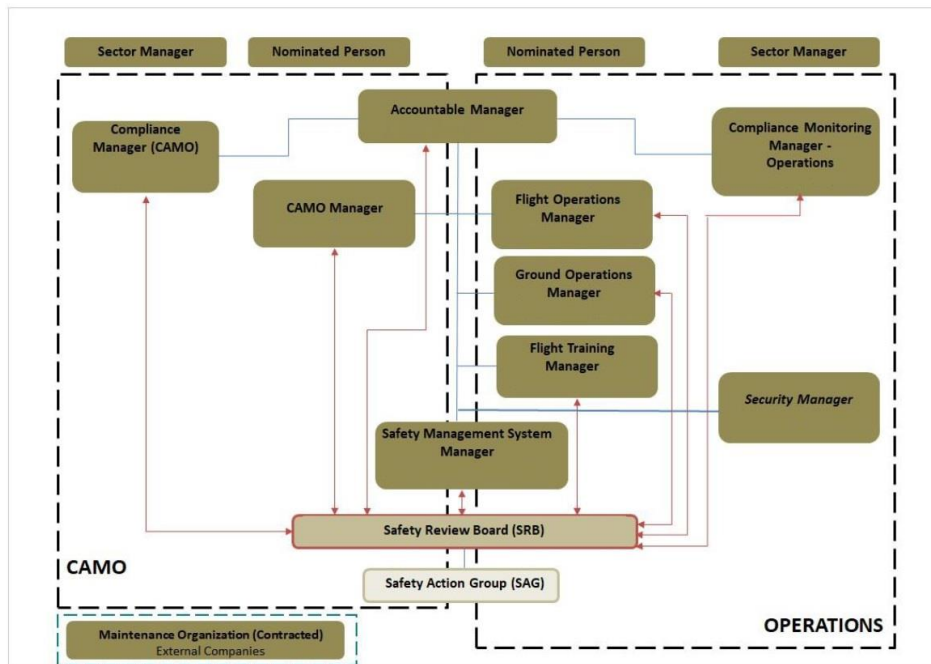 Sector Manager
Nominated Person
Nominated Person
Sector Manager
Accountable Manager
Compliance
Manager (CAMO)
Compliance Monitoring
Manager -
Operations
CAMO Manager
Flight Operations
Manager
Ground Operations
Manager
Flight Training
Manager
Security Manager
Safety Management System
Manager
Safety Review Board (SRB)
CAMO
Safety Action Group (SAG)
OPERATIONS
Maintenance Organization (Contracted)
External Companies